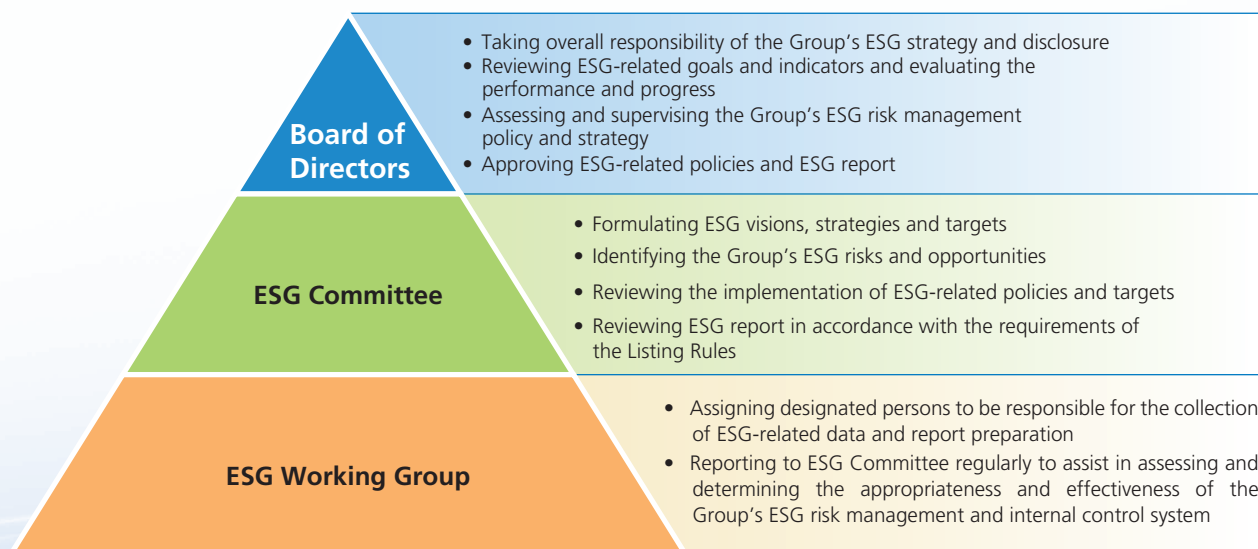 • Taking overall responsibility of the Group's ESG strategy and disclosure
• Reviewing ESG-related goals and indicators and evaluating the
performance and progress
• Assessing and supervising the Group's ESG risk management
policy and strategy
• Approving ESG-related policies and ESG report
Board of
Directors
• Formulating ESG visions, strategies and targets
• Identifying the Group's ESG risks and opportunities
• Reviewing the implementation of ESG-related policies and targets
• Reviewing ESG report in accordance with the requirements of
the Listing Rules
ESG Committee
• Assigning designated persons to be responsible for the collection
of ESG-related data and report preparation
• Reporting to ESG Committee regularly to assist in assessing and
determining the appropriateness and effectiveness of the
Group's ESG risk management and internal control system
ESG Working Group